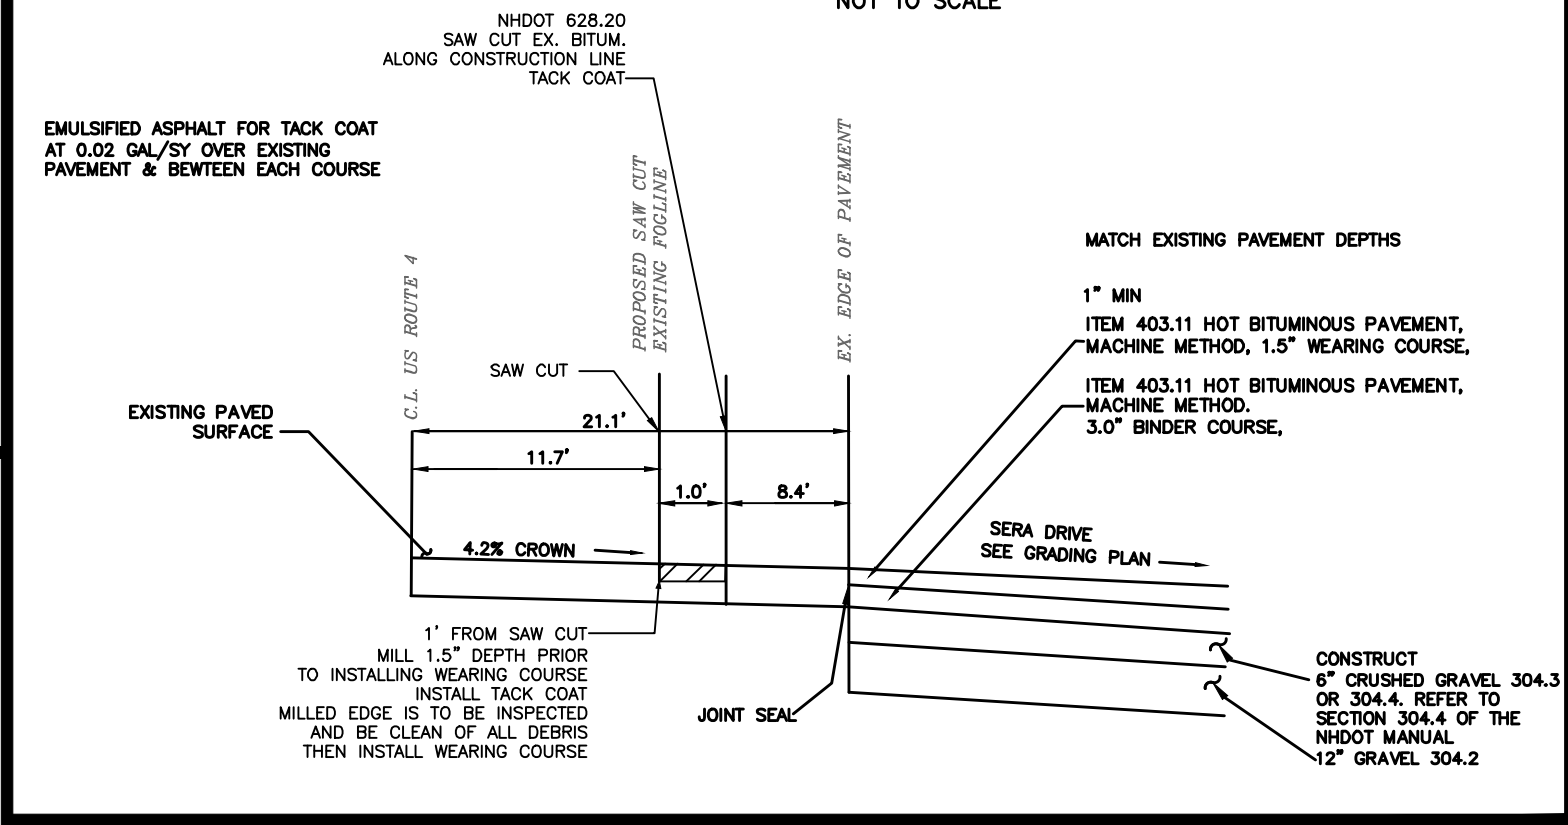 NOT TO SCALE
NHDOT 628.20
SAW CUT EX. BITUM.
ALONG CONSTRUCTION LINE
TACK COAT
EMULSIFIED ASPHALT FOR TACK COAT
AT 0.02 GAL/SY OVER EXISTING
PAVEMENT & BEWTEEN EACH COURSE
C.L. US ROUTE 4
PROPOSED SAW CUT
EXISTING FOGLINE
EX. EDGE OF PAVEMENT
MATCH EXISTING PAVEMENT DEPTHS
1" MIN
ITEM 403.11 HOT BITUMINOUS PAVEMENT,
MACHINE METHOD, 1.5" WEARING COURSE,
ITEM 403.11 HOT BITUMINOUS PAVEMENT,
MACHINE METHOD.
3.0" BINDER COURSE,
SAW CUT
EXISTING PAVED
SURFACE
21.1'
11.7'
1.0'
8.4'
4.2% CROWN
SERA DRIVE
SEE GRADING PLAN
1' FROM SAW CUT
MILL 1.5" DEPTH PRIOR
TO INSTALLING WEARING COURSE
INSTALL TACK COAT
MILLED EDGE IS TO BE INSPECTED
AND BE CLEAN OF ALL DEBRIS
THEN INSTALL WEARING COURSE
JOINT SEAL
CONSTRUCT
6" CRUSHED GRAVEL 304.3
OR 304.4. REFER TO
SECTION 304.4 OF THE
NHDOT MANUAL
12" GRAVEL 304.2